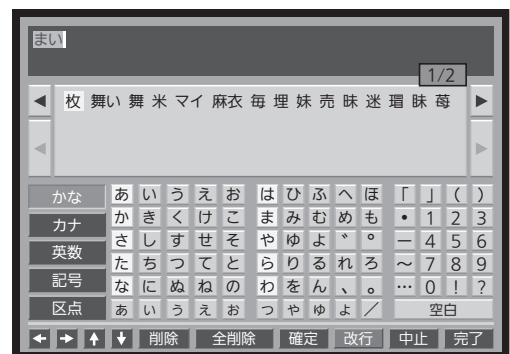 まい
1/2
枚 舞い 舞 米 マイ 麻衣 毎 埋 妹 売 昧 迷 瑁 眛 苺
かな あ い う え お は ひ ふ へ ほ 「 」 ( )
カナ か き く け こ ま み む め も • 1 2 3
英数 さ し す せ そ や ゆ よ ゛ ゜ ー 4 5 6
記号 た ち つ て と ら り る れ ろ ~ 7 8 9
な に ぬ ね の わ を ん 、 。 … 0 ! ?
区点 ぁ ぃ ぅ ぇ ぉ っ ゃ ゅ ょ / 空白
削除 全削除 確定 改行 中止 完了